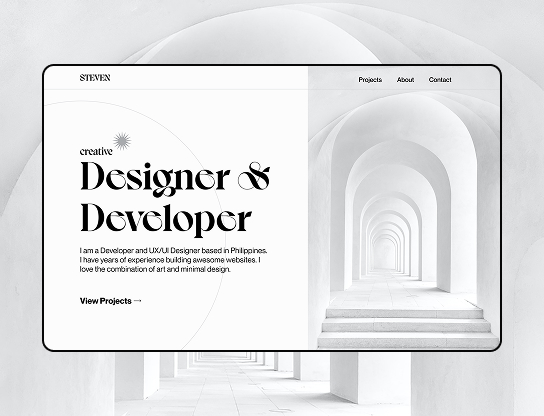 STEVEN
Projects About Contact
creative
Designer &
Developer
I am a Developer and UX/UI Designer based in Philippines.
I have years of experience building awesome websites. I
love the combination of art and minimal design.
View Projects →